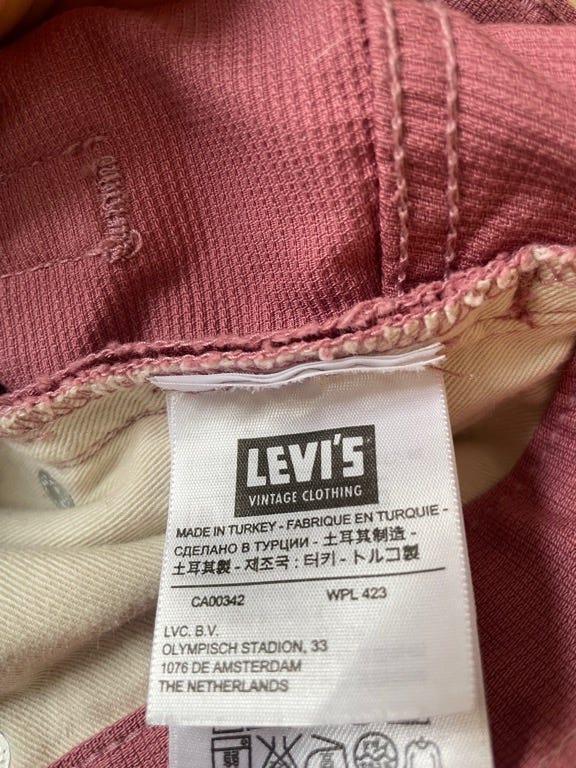 LEVI'S
VINTAGE CLOTHING
MADE IN TURKEY - FABRIQUE EN TURQUIE -
СДЕЛАНО В ТУРЦИИ - 土耳其制造 -
土耳其製 - 제조국 : 터키 - トルコ製
CA00342 WPL 423
LVC. B.V.
OLYMPISCH STADION, 33
1076 DE AMSTERDAM
THE NETHERLANDS